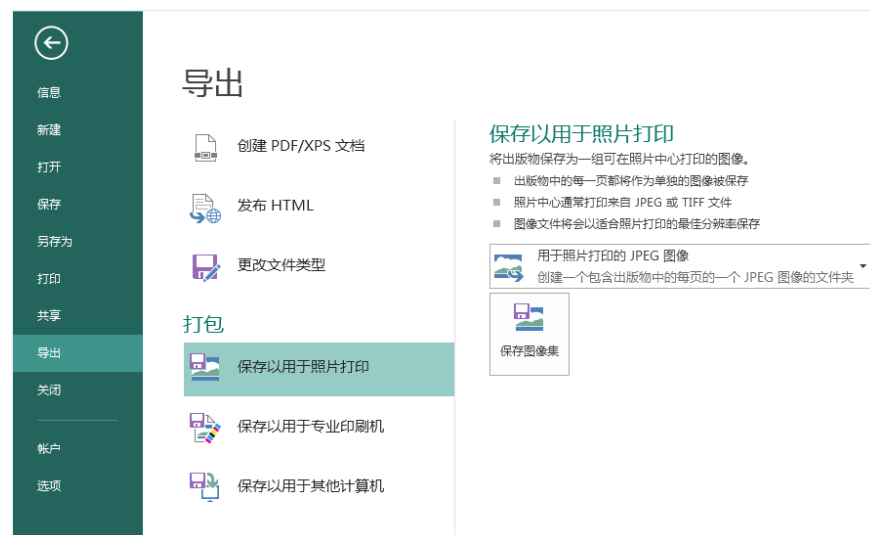 导出
信息
新建
打开
保存
另存为
打印
共享
导出
关闭
帐户
选项
创建 PDF/XPS 文档
发布 HTML
更改文件类型
打包
保存以用于照片打印
保存以用于专业印刷机
保存以用于其他计算机
保存以用于照片打印
将出版物保存为一组可在照片中心打印的图像。
出版物中的每一页都将作为单独的图像被保存
照片中心通常打印来自 JPEG 或 TIFF 文件
图像文件将会以适合照片打印的最佳分辨率保存
用于照片打印的 JPEG 图像
创建一个包含出版物中的每页的一个 JPEG 图像的文件夹
保存图像集